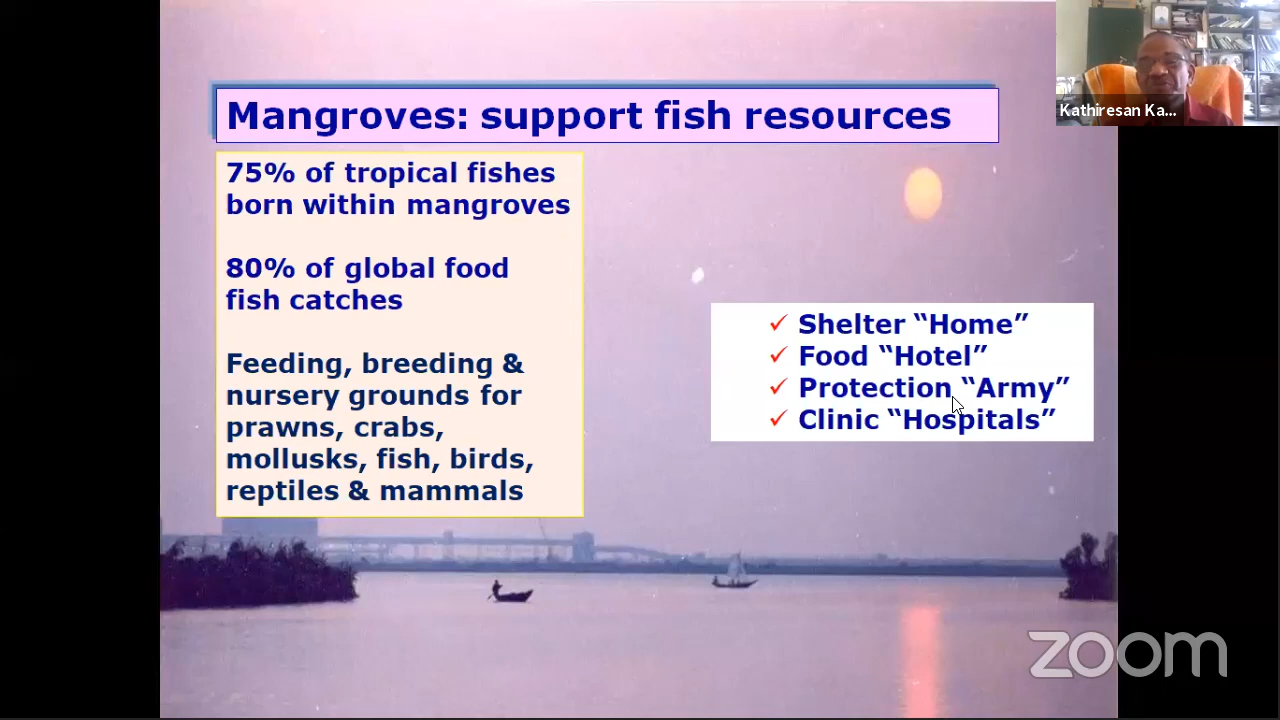 Mangroves: support fish resources
75% of tropical fishes
born within mangroves
80% of global food
fish catches
Feeding, breeding &
nursery grounds for
prawns, crabs,
mollusks, fish, birds,
reptiles & mammals
✓ Shelter “Home”
✓ Food “Hotel”
✓ Protection “Army”
✓ Clinic “Hospitals”
Kathiresan Ka...
zoom